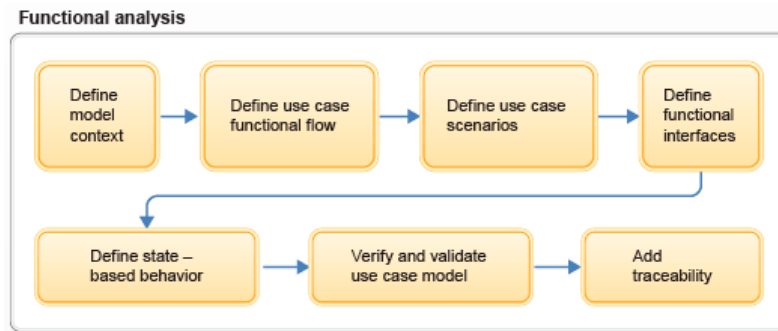 Functional analysis
Define
model
context
Define use case
functional flow
Define use case
scenarios
Define
functional
interfaces
Define state –
based behavior
Verify and validate
use case model
Add
traceability